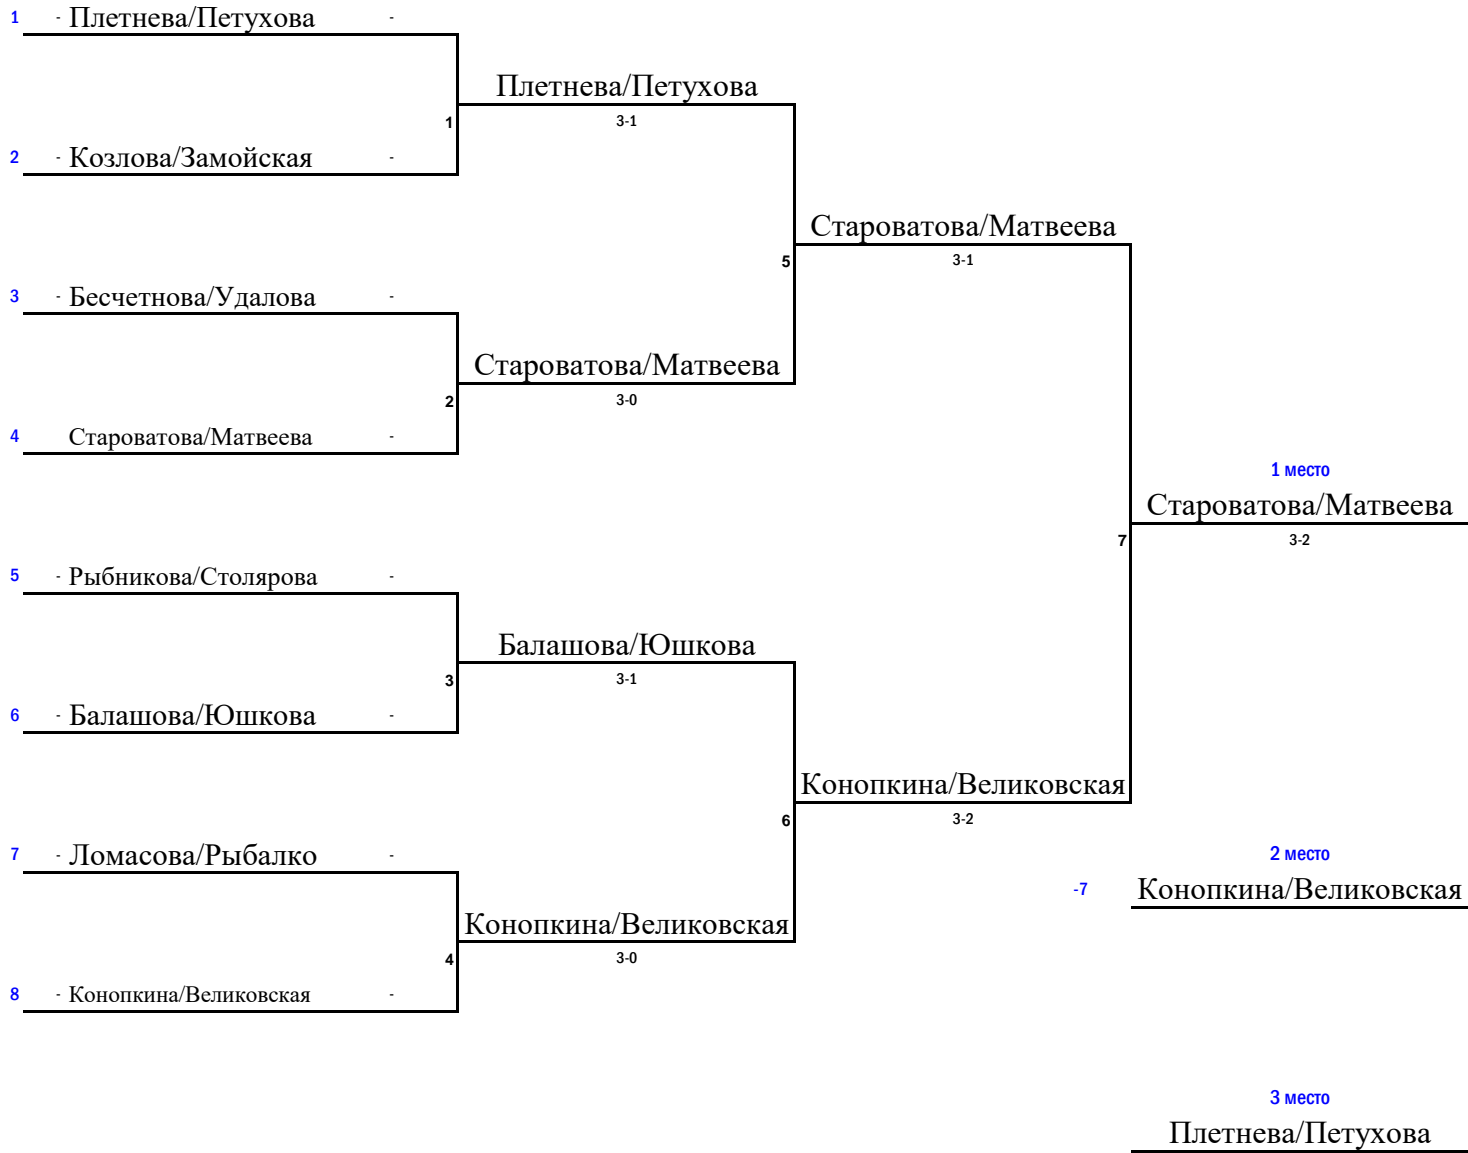 1 - Плетнева/Петухова -
Плетнева/Петухова
1 3-1
2 - Козлова/Замойская -
Староватова/Матвеева
5 3-1
3 - Бесчетнова/Удалова -
Староватова/Матвеева
2 3-0
4 Староватова/Матвеева -
1 место
Староватова/Матвеева
7 3-2
5 - Рыбникова/Столярова -
Балашова/Юшкова
3 3-1
6 - Балашова/Юшкова -
Конопкина/Великовская
6 3-2
7 - Ломасова/Рыбалко -
2 место
-7 Конопкина/Великовская
Конопкина/Великовская
4 3-0
8 - Конопкина/Великовская -
3 место
Плетнева/Петухова